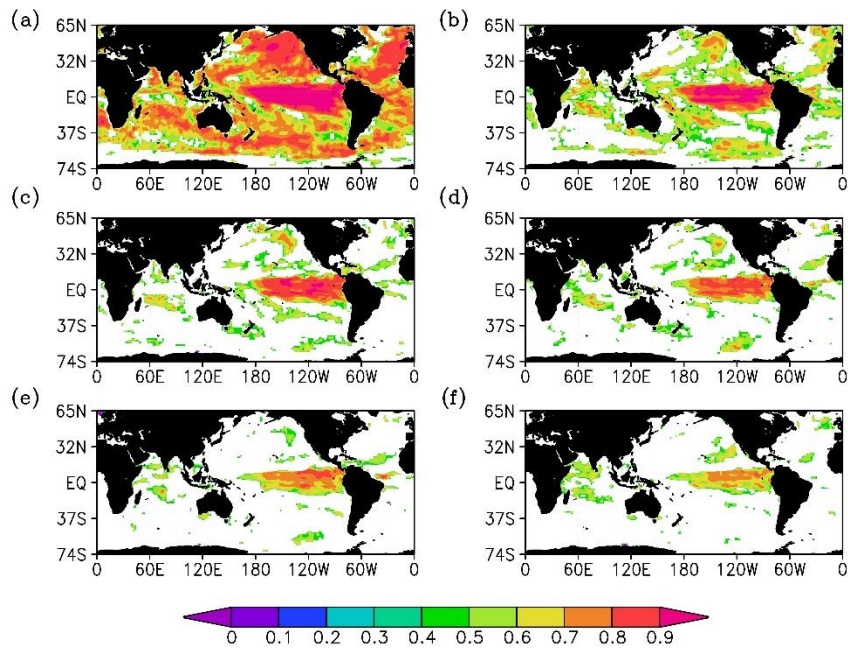 (a) (b)
65N 65N
32N 32N
EQ EQ
37S 37S
74S 74S
0 60E 120E 180 120W 60W 0 0 60E 120E 180 120W 60W 0
(c) (d)
65N 65N
32N 32N
EQ EQ
37S 37S
74S 74S
0 60E 120E 180 120W 60W 0 0 60E 120E 180 120W 60W 0
(e) (f)
65N 65N
32N 32N
EQ EQ
37S 37S
74S 74S
0 60E 120E 180 120W 60W 0 0 60E 120E 180 120W 60W 0
0 0.1 0.2 0.3 0.4 0.5 0.6 0.7 0.8 0.9